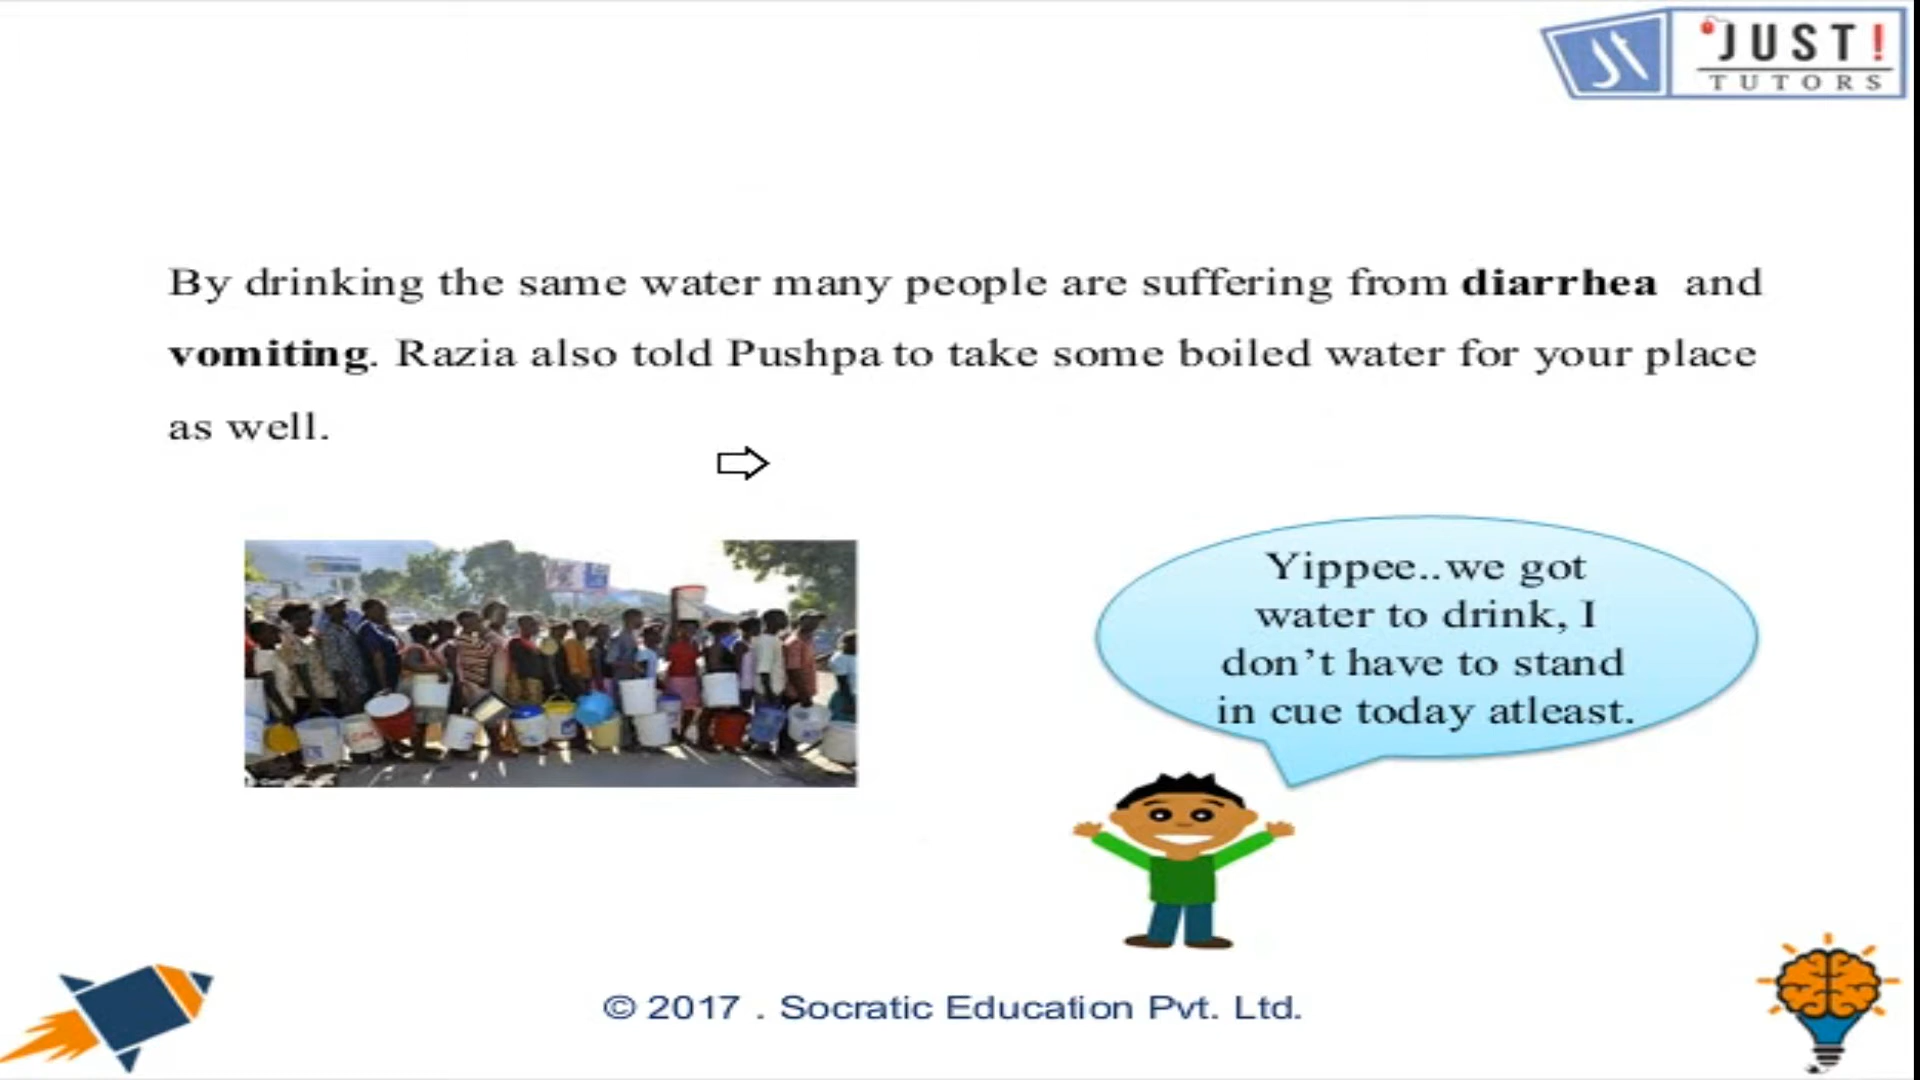 JUST!
TUTORS
By drinking the same water many people are suffering from diarrhea and
vomiting. Razia also told Pushpa to take some boiled water for your place
as well.
Yippee..we got
water to drink, I
don’t have to stand
in cue today atleast.
© 2017 . Socratic Education Pvt. Ltd.